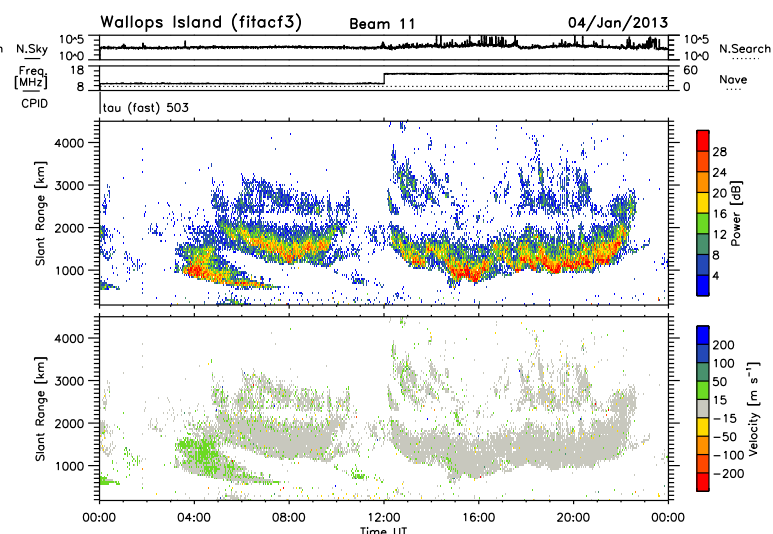 Wallops Island (fitacf3) Beam 11 04/Jan/2013
n N.Sky 10^5 10^0 10^5 10^0 N.Search
Freq. [MHz] 18 8 60 0 Nave
CPID tau (fast) 503
Slant Range [km] 4000 3000 2000 1000
Power [dB] 28 24 20 16 12 8 4
Slant Range [km] 4000 3000 2000 1000
Velocity [m s⁻¹] 200 100 50 15 −15 −50 −100 −200
00:00 04:00 08:00 12:00 16:00 20:00 00:00
Time UT